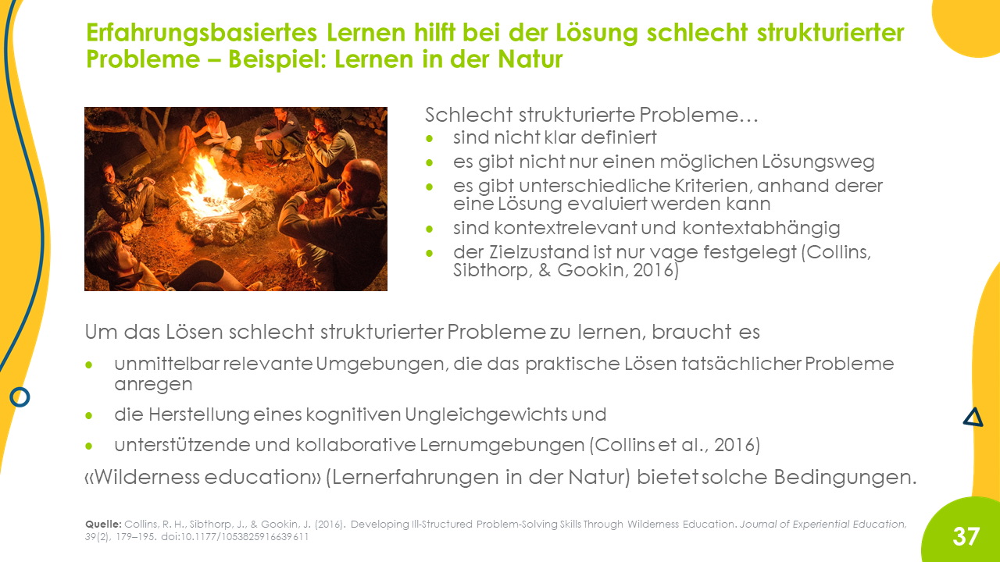 Erfahrungsbasiertes Lernen hilft bei der Lösung schlecht strukturierter
Probleme – Beispiel: Lernen in der Natur
Schlecht strukturierte Probleme…
• sind nicht klar definiert
• es gibt nicht nur einen möglichen Lösungsweg
• es gibt unterschiedliche Kriterien, anhand derer
eine Lösung evaluiert werden kann
• sind kontextrelevant und kontextabhängig
• der Zielzustand ist nur vage festgelegt (Collins,
Sibthorp, & Gookin, 2016)
Um das Lösen schlecht strukturierter Probleme zu lernen, braucht es
• unmittelbar relevante Umgebungen, die das praktische Lösen tatsächlicher Probleme
anregen
• die Herstellung eines kognitiven Ungleichgewichts und
• unterstützende und kollaborative Lernumgebungen (Collins et al., 2016)
«Wilderness education» (Lernerfahrungen in der Natur) bietet solche Bedingungen.
Quelle: Collins, R. H., Sibthorp, J., & Gookin, J. (2016). Developing Ill-Structured Problem-Solving Skills Through Wilderness Education. Journal of Experiential Education,
39(2), 179–195. doi:10.1177/1053825916639611
37